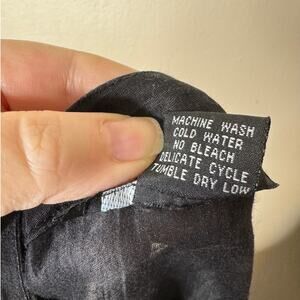 MACHINE WASH
COLD WATER
NO BLEACH
DELICATE CYCLE
TUMBLE DRY LOW